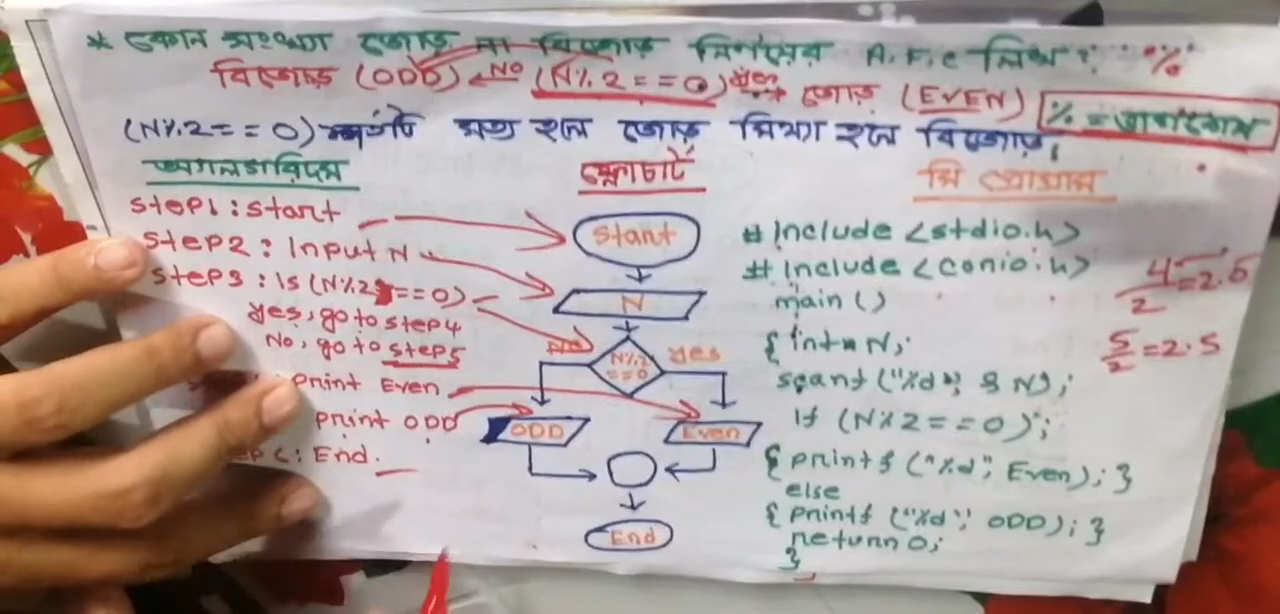 * কোন সংখ্যা জোড় না বিজোড় নির্ণয়ের A.F.C লিখ? %
বিজোড় (ODD) ← NO (N%2==0) → জোড় (EVEN)
% = ভাগশেষ
(N%2==0) শর্তটি সত্য হলে জোড় মিথ্যা হলে বিজোড়।
অ্যালগরিদম
Step1: Start
Step2: Input N
Step3: Is (N%2==0)
Yes, go to Step4
No, go to Step5
print Even
print ODD
End.
ফ্লোচার্ট
Start
N
N%2
==0
No
Yes
ODD
Even
End
সি প্রোগ্রাম
# Include <stdio.h>
# Include <conio.h>
main ()
{ int N;
scanf ("%d", & N);
If (N%2==0);
{ printf ("%d", Even); }
else
{ printf ("%d", ODD); }
return 0;
}
4/2 = 2.0
5/2 = 2.5